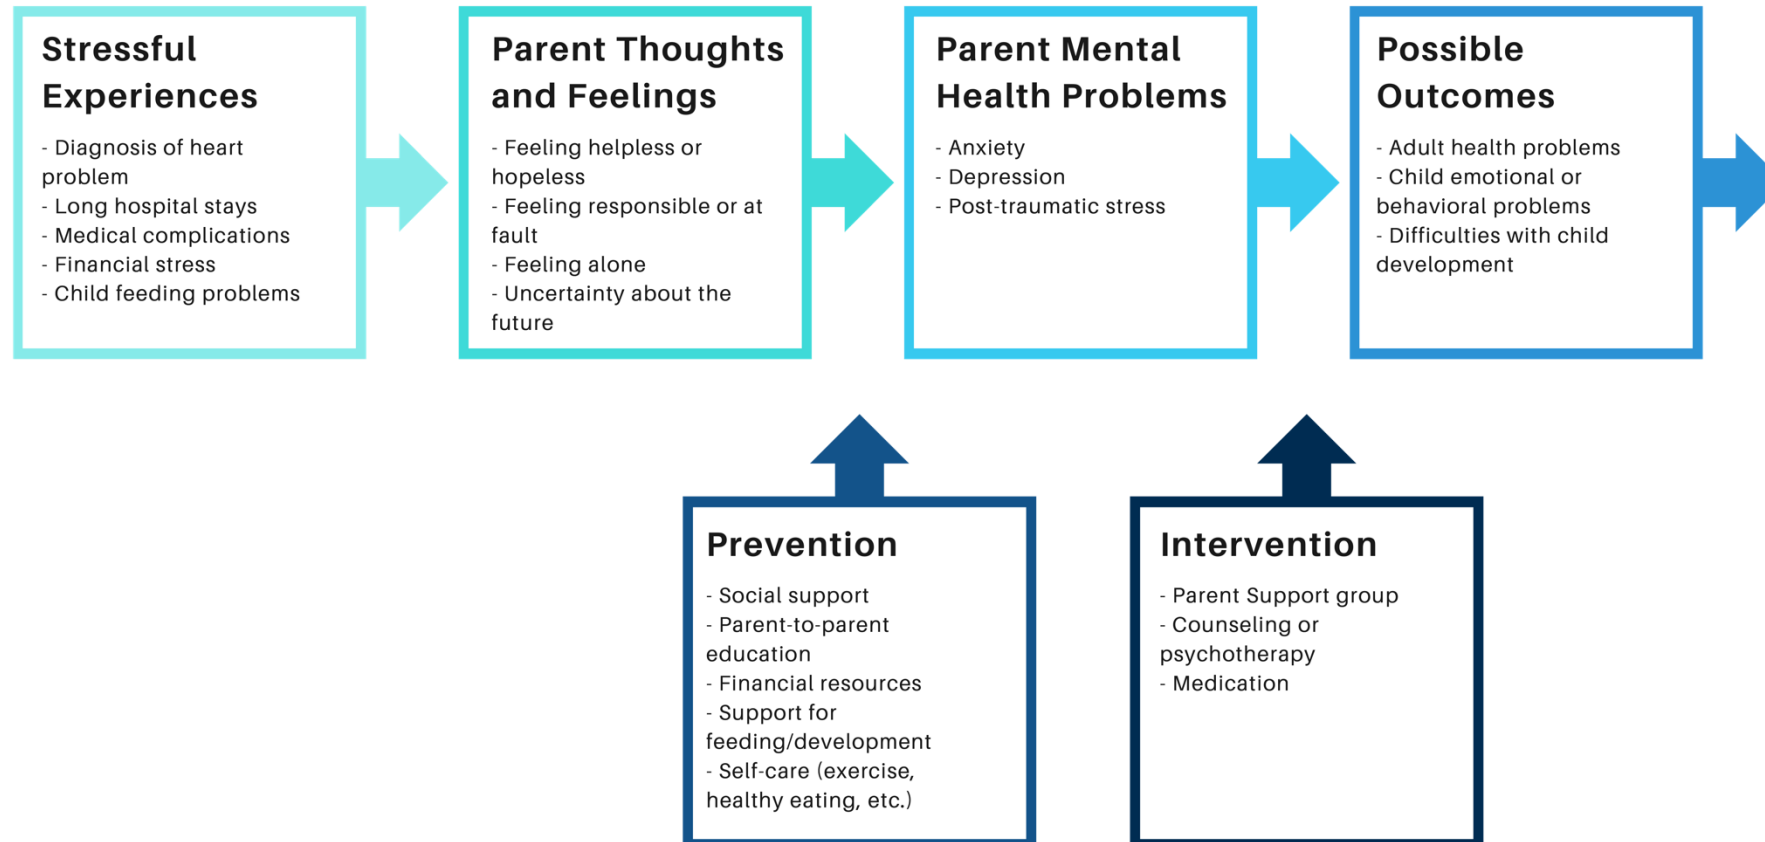 Stressful
Experiences
- Diagnosis of heart
problem
- Long hospital stays
- Medical complications
- Financial stress
- Child feeding problems
Parent Thoughts
and Feelings
- Feeling helpless or
hopeless
- Feeling responsible or at
fault
- Feeling alone
- Uncertainty about the
future
Parent Mental
Health Problems
- Anxiety
- Depression
- Post-traumatic stress
Possible
Outcomes
- Adult health problems
- Child emotional or
behavioral problems
- Difficulties with child
development
Prevention
- Social support
- Parent-to-parent
education
- Financial resources
- Support for
feeding/development
- Self-care (exercise,
healthy eating, etc.)
Intervention
- Parent Support group
- Counseling or
psychotherapy
- Medication